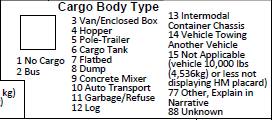 Cargo Body Type
1 No Cargo
2 Bus
3 Van/Enclosed Box
4 Hopper
5 Pole-Trailer
6 Cargo Tank
7 Flatbed
8 Dump
9 Concrete Mixer
10 Auto Transport
11 Garbage/Refuse
12 Log
13 Intermodal
Container Chassis
14 Vehicle Towing
Another Vehicle
15 Not Applicable
(vehicle 10,000 lbs
(4,536kg) or less not
displaying HM placard)
77 Other, Explain in
Narrative
88 Unknown
kg)
)